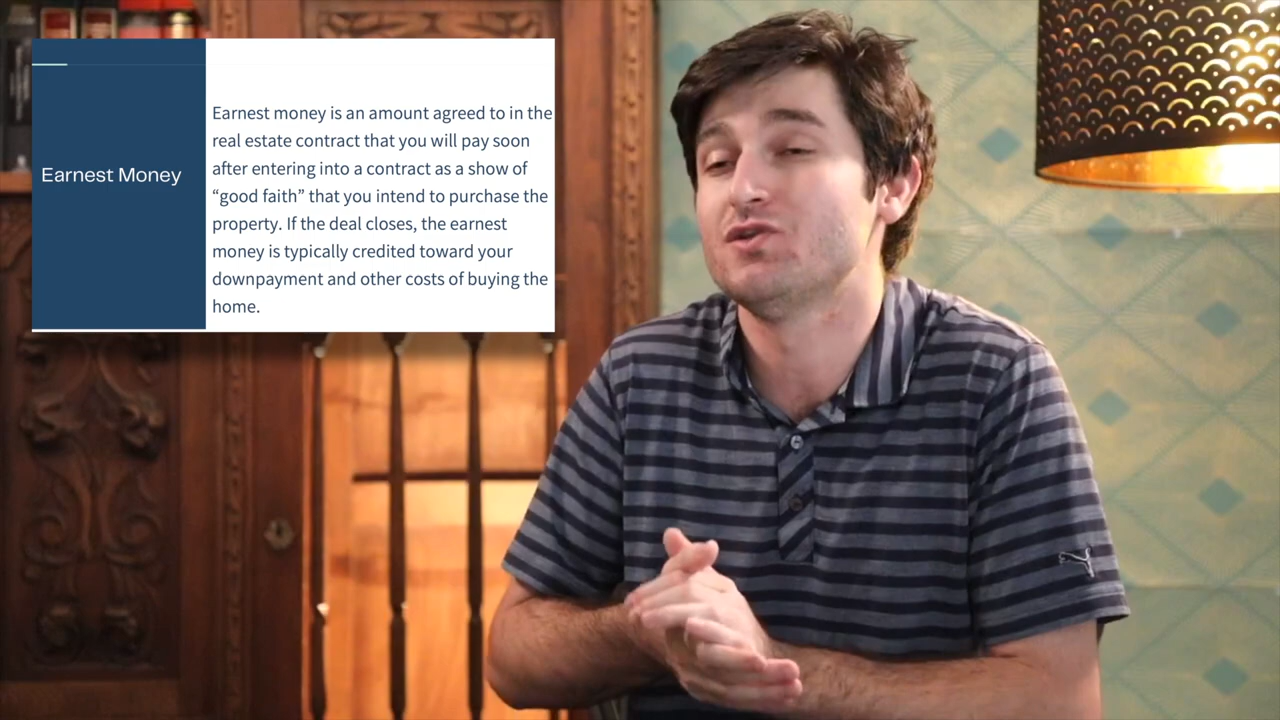 Earnest Money
Earnest money is an amount agreed to in the
real estate contract that you will pay soon
after entering into a contract as a show of
“good faith” that you intend to purchase the
property. If the deal closes, the earnest
money is typically credited toward your
downpayment and other costs of buying the
home.